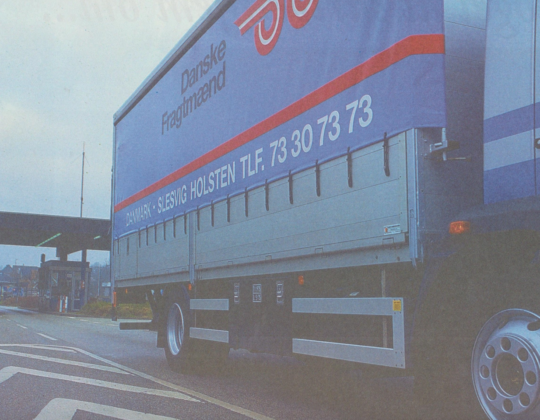 Danske
Fragtmænd
DANMARK - SLESVIG HOLSTEN TLF. 73 30 73 73